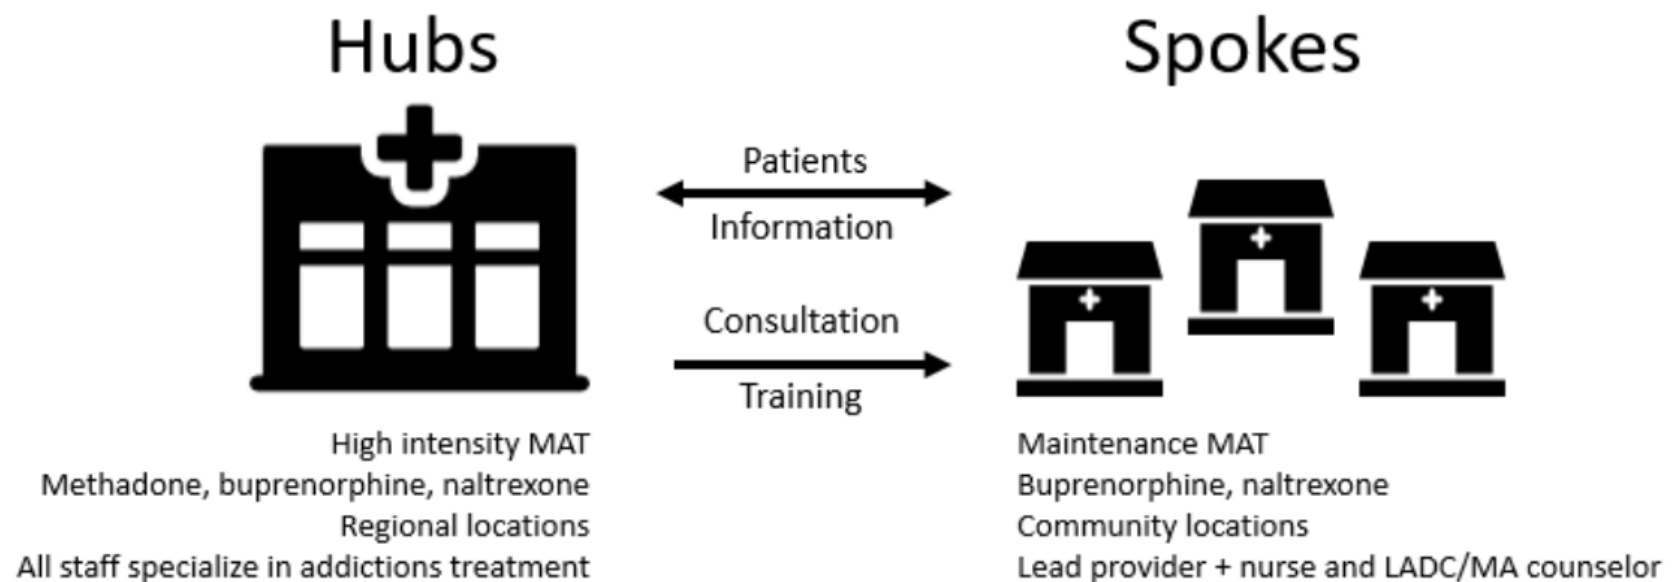 Hubs
Spokes
Patients
Information
Consultation
Training
High intensity MAT
Methadone, buprenorphine, naltrexone
Regional locations
All staff specialize in addictions treatment
Maintenance MAT
Buprenorphine, naltrexone
Community locations
Lead provider + nurse and LADC/MA counselor